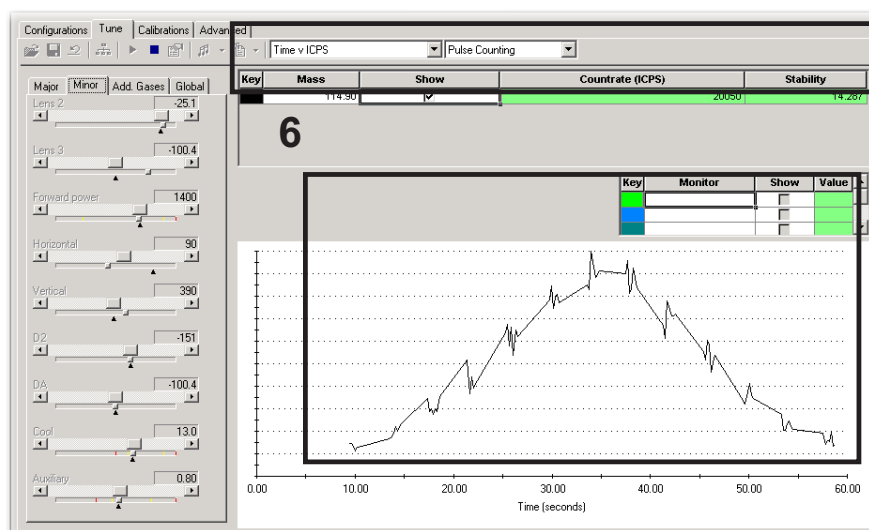 Configurations Tune Calibrations Advanced
Time v ICPS Pulse Counting
Major Minor Add. Gases Global
Key Mass Show Countrate (ICPS) Stability
114.90 20050 14.287
6
Lens 2 -25.1
Lens 3 -100.4
Forward power 1400
Horizontal 90
Vertical 390
D2 -151
DA -100.4
Cool 13.0
Auxiliary 0.80
Key Monitor Show Value
0.00 10.00 20.00 30.00 40.00 50.00 60.00
Time (seconds)